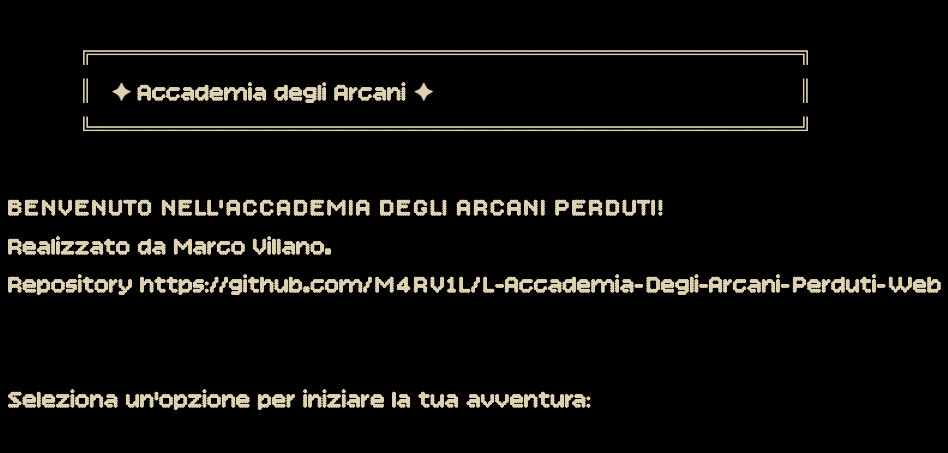 ✦ Accademia degli Arcani ✦
BENVENUTO NELL'ACCADEMIA DEGLI ARCANI PERDUTI!
Realizzato da Marco Villano.
Repository https://github.com/M4RV1L/L-Accademia-Degli-Arcani-Perduti-Web
Seleziona un'opzione per iniziare la tua avventura: